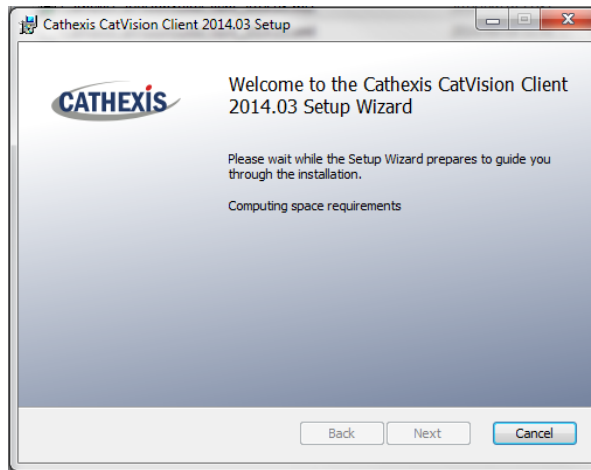 Cathexis CatVision Client 2014.03 Setup
CATHEXIS
Welcome to the Cathexis CatVision Client
2014.03 Setup Wizard
Please wait while the Setup Wizard prepares to guide you
through the installation.
Computing space requirements
Back
Next
Cancel